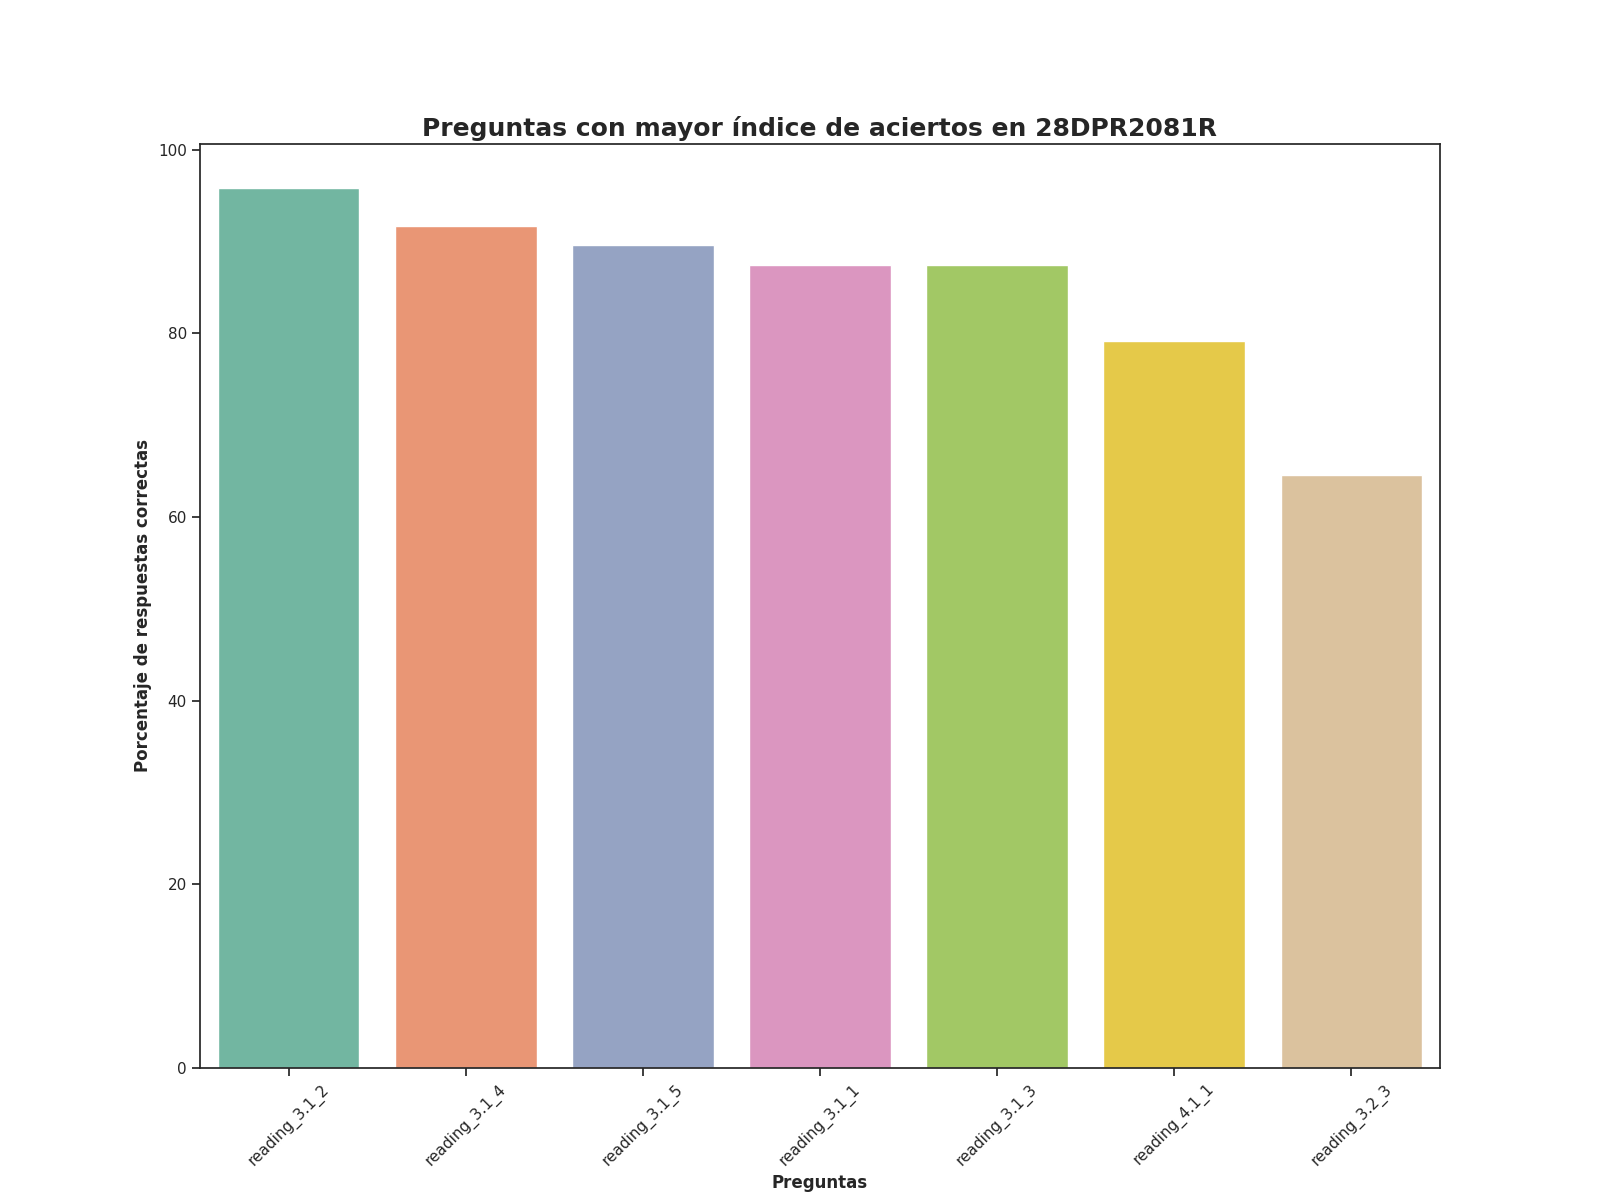 Preguntas con mayor índice de aciertos en 28DPR2081R
100
80
60
40
20
0
Porcentaje de respuestas correctas
reading_3.1_2
reading_3.1_4
reading_3.1_5
reading_3.1_1
reading_3.1_3
reading_4.1_1
reading_3.2_3
Preguntas